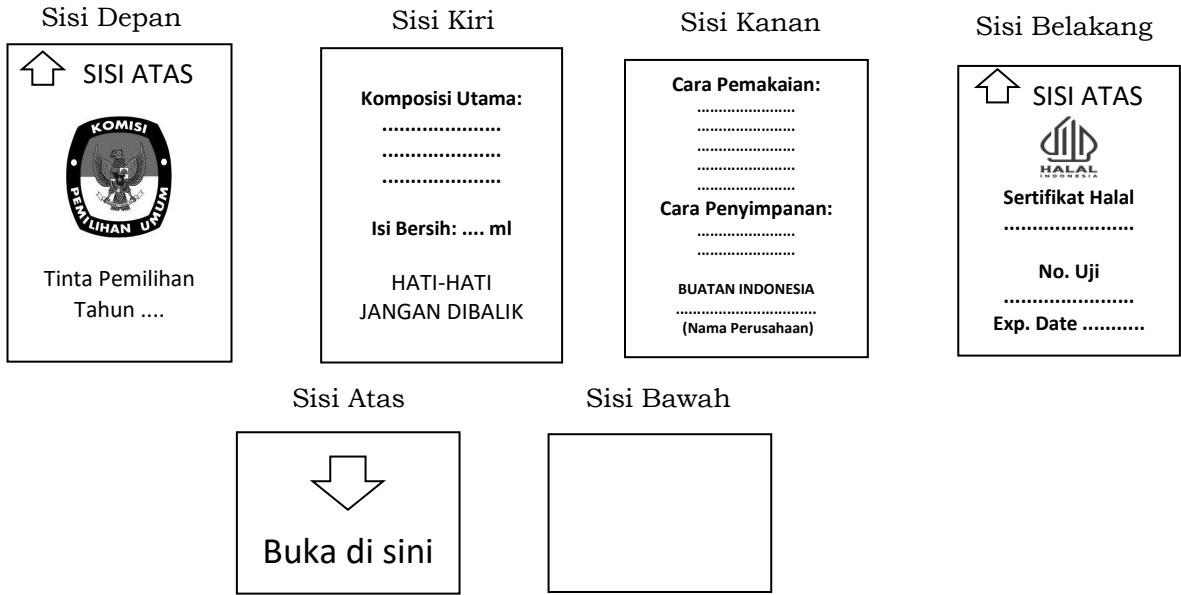 Sisi Depan
SISI ATAS
KOMISI
PEMILIHAN UMUM
Tinta Pemilihan
Tahun ....
Sisi Kiri
Komposisi Utama:
.....................
.....................
.....................
Isi Bersih: .... ml
HATI-HATI
JANGAN DIBALIK
Sisi Kanan
Cara Pemakaian:
.......................
.......................
.......................
.......................
.......................
Cara Penyimpanan:
.......................
.......................
BUATAN INDONESIA
.................................
(Nama Perusahaan)
Sisi Belakang
SISI ATAS
HALAL
INDONESIA
Sertifikat Halal
.......................
No. Uji
.......................
Exp. Date ...........
Sisi Atas
Buka di sini
Sisi Bawah